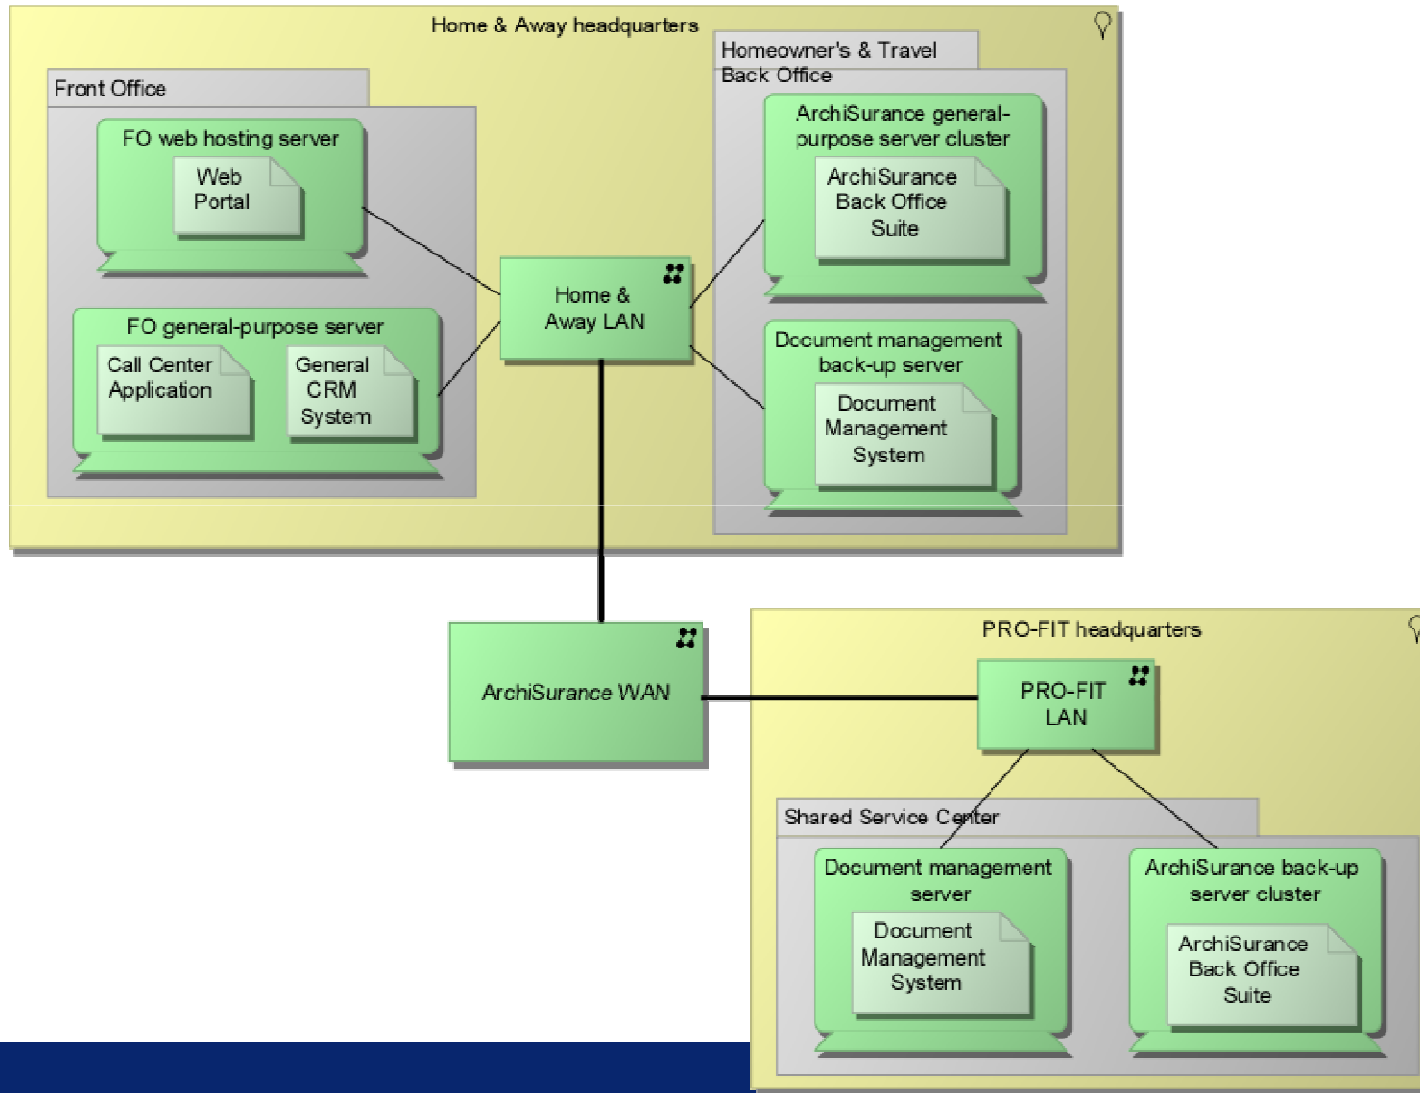 Home & Away headquarters
Front Office
FO web hosting server
Web
Portal
FO general-purpose server
Call Center
Application
General
CRM
System
Home &
Away LAN
Homeowner's & Travel
Back Office
ArchiSurance general-
purpose server cluster
ArchiSurance
Back Office
Suite
Document management
back-up server
Document
Management
System
ArchiSurance WAN
PRO-FIT headquarters
PRO-FIT
LAN
Shared Service Center
Document management
server
Document
Management
System
ArchiSurance back-up
server cluster
ArchiSurance
Back Office
Suite